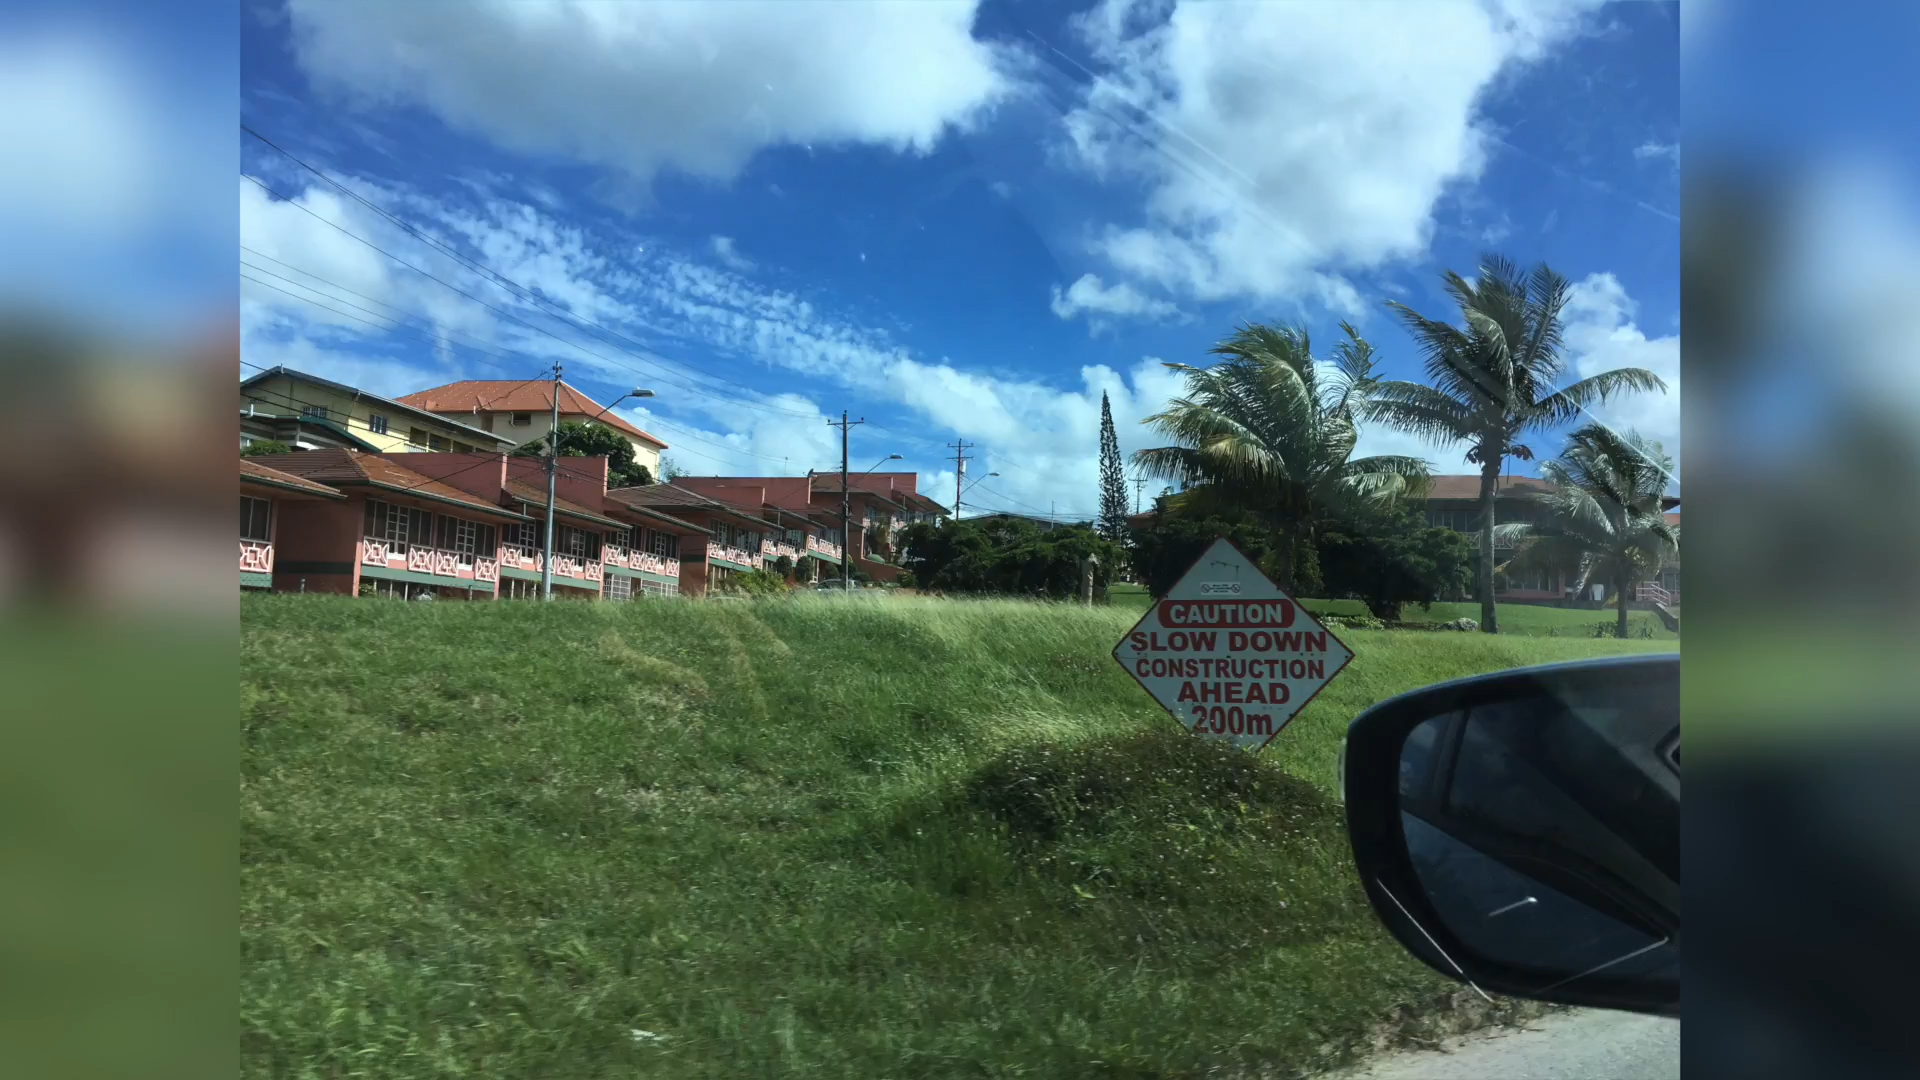 CAUTION
SLOW DOWN
CONSTRUCTION
AHEAD
200m